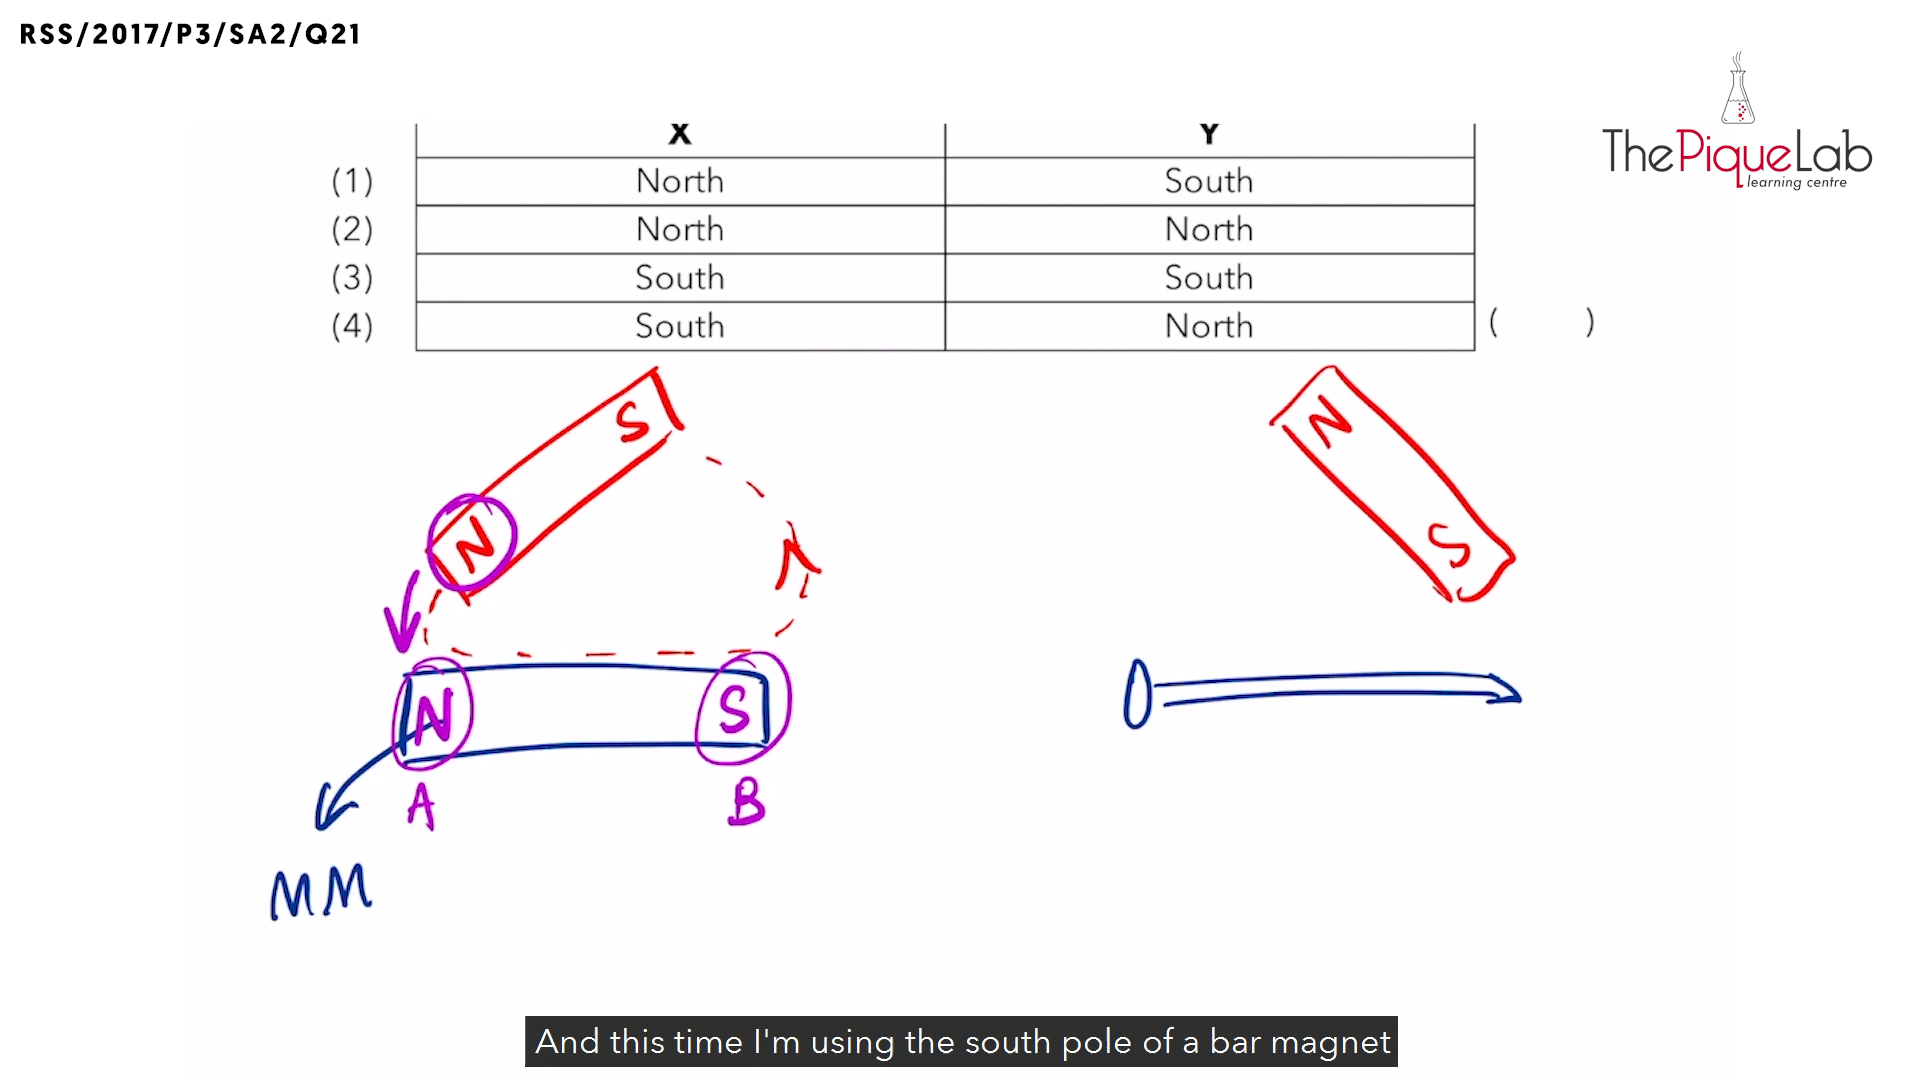 RSS/2017/P3/SA2/Q21
ThePiqueLab
learning centre
X Y
(1) North South
(2) North North
(3) South South
(4) South North ( )
S N
N S
N S
A B
MM
And this time I'm using the south pole of a bar magnet